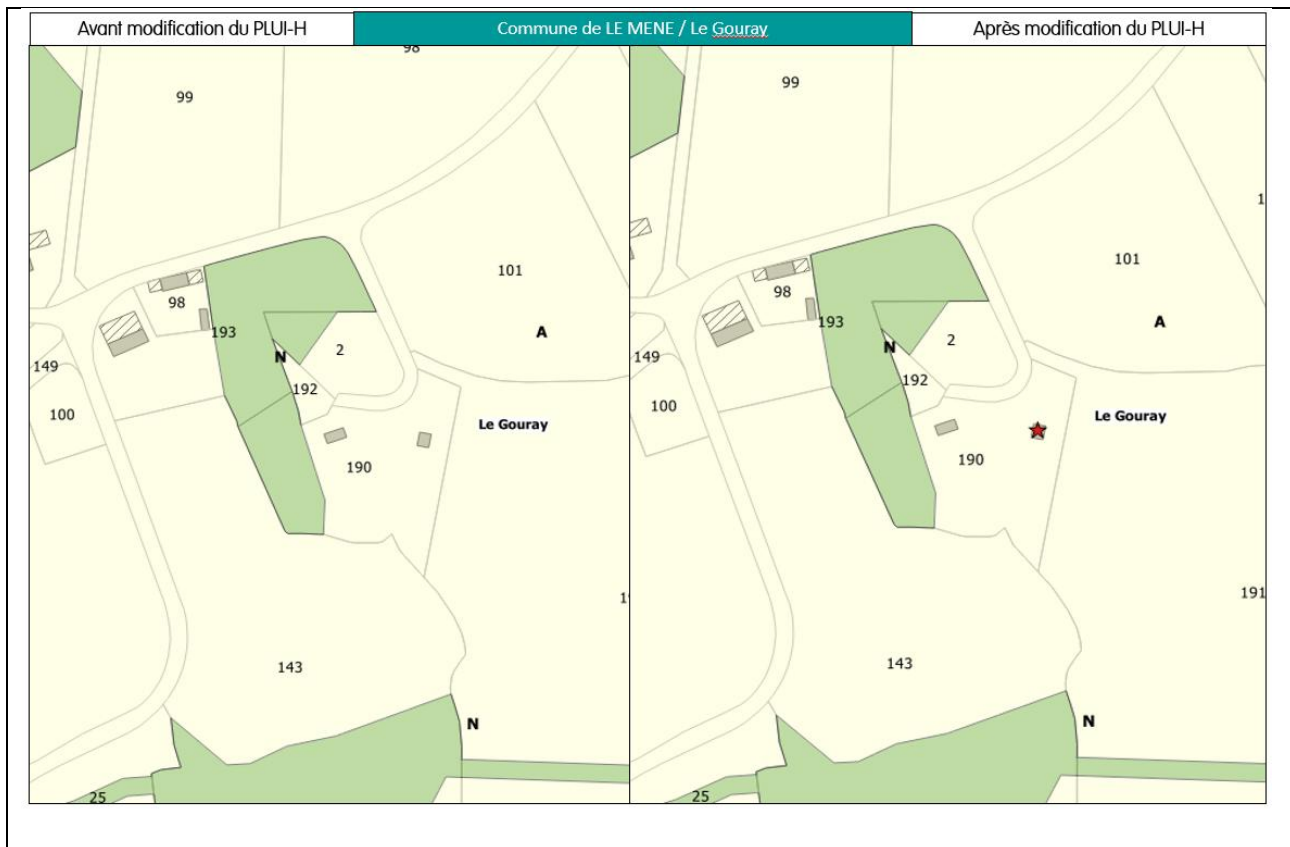 Avant modification du PLUI-H
Commune de LE MENE / Le Gouray
Après modification du PLUI-H
98
99
101
98
193
A
N
2
149
192
100
Le Gouray
190
143
N
25
99
101
98
193
A
N
2
149
192
100
Le Gouray
190
191
143
N
25